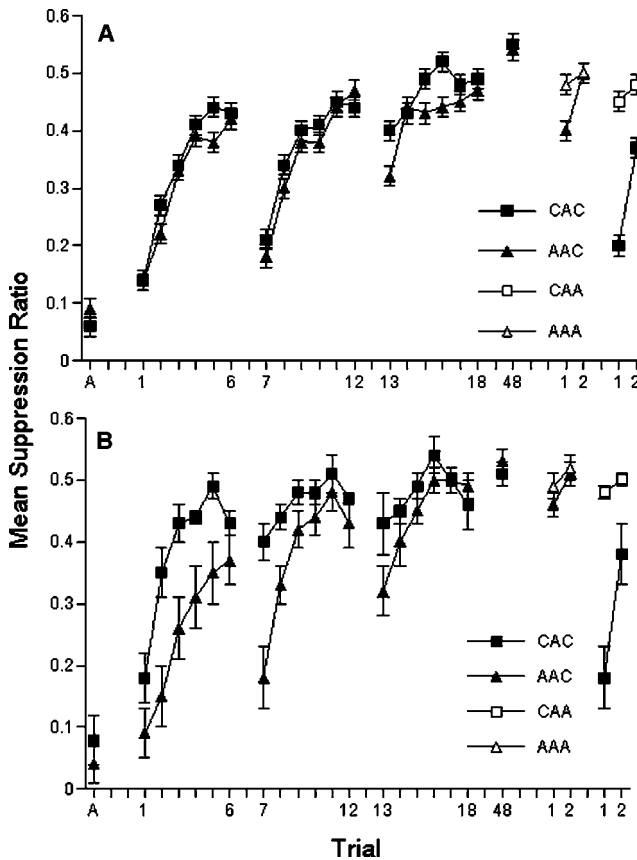 Mean Suppression Ratio
A
0.6
0.5
0.4
0.3
0.2
0.1
0
CAC
AAC
CAA
AAA
A 1 6 7 12 13 18 48 1 2 1 2
B
0.6
0.5
0.4
0.3
0.2
0.1
0
CAC
AAC
CAA
AAA
A 1 6 7 12 13 18 48 1 2 1 2
Trial